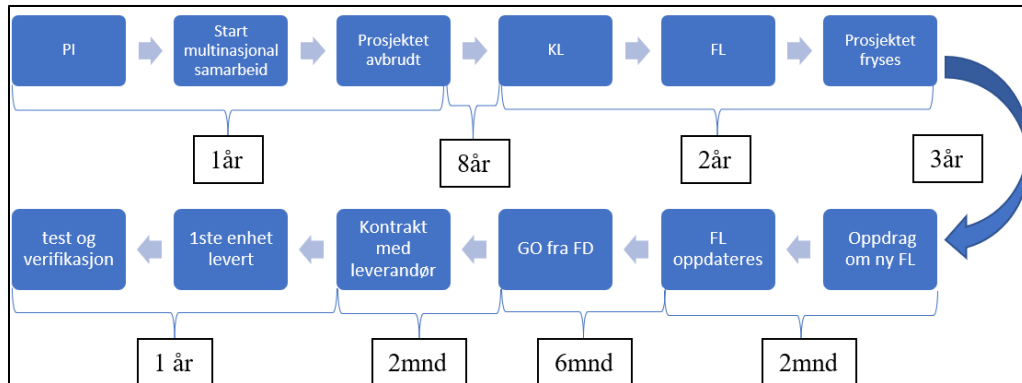 PI
Start
multinasjonal
samarbeid
Prosjektet
avbrudt
KL
FL
Prosjektet
fryses
1år
8år
2år
3år
test og
verifikasjon
1ste enhet
levert
Kontrakt
med
leverandør
GO fra FD
FL
oppdateres
Oppdrag
om ny FL
1 år
2mnd
6mnd
2mnd